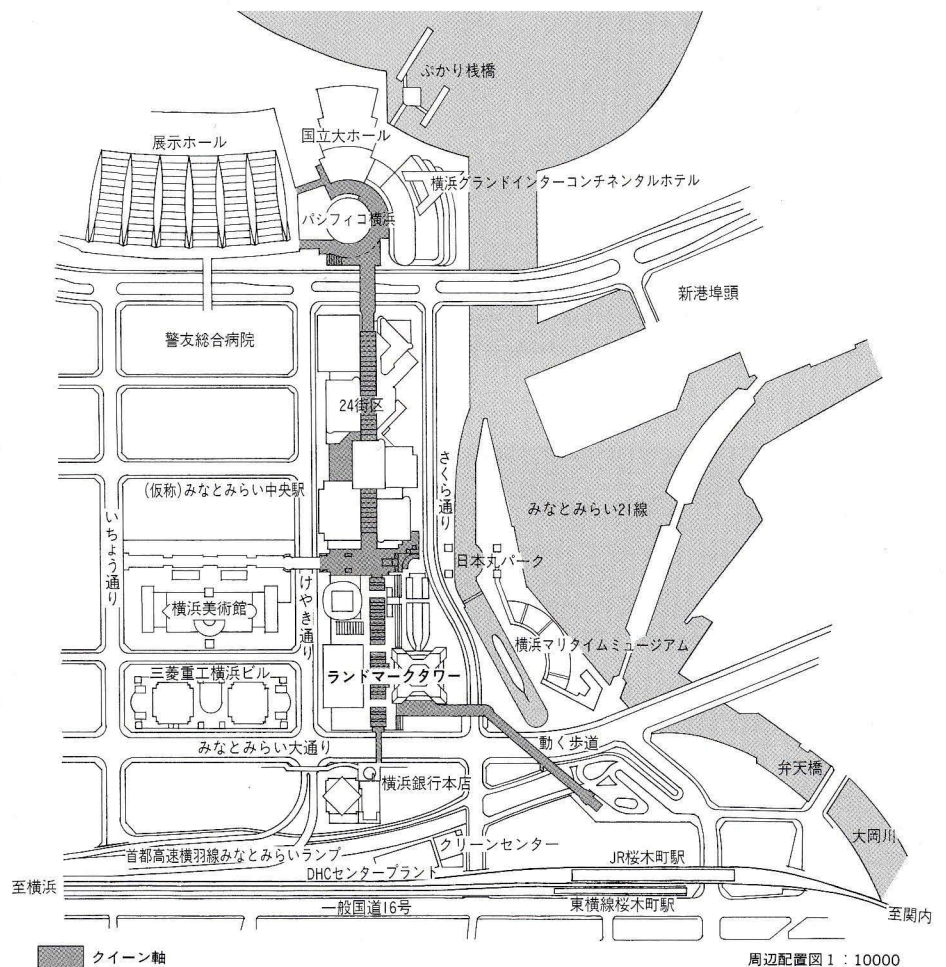 ぷかり桟橋
国立大ホール
展示ホール
横浜グランドインターコンチネンタルホテル
パシフィコ横浜
新港埠頭
警友総合病院
24街区
さくら通り
(仮称)みなとみらい中央駅
みなとみらい21線
いちょう通り
日本丸パーク
けやき通り
横浜美術館
横浜マリタイムミュージアム
三菱重工横浜ビル
ランドマークタワー
みなとみらい大通り
動く歩道
弁天橋
横浜銀行本店
大岡川
クリーンセンター
首都高速横羽線みなとみらいランプ
JR桜木町駅
DHCセンタープラント
至横浜
一般国道16号
東横線桜木町駅
至関内
クイーン軸
周辺配置図 1：10000